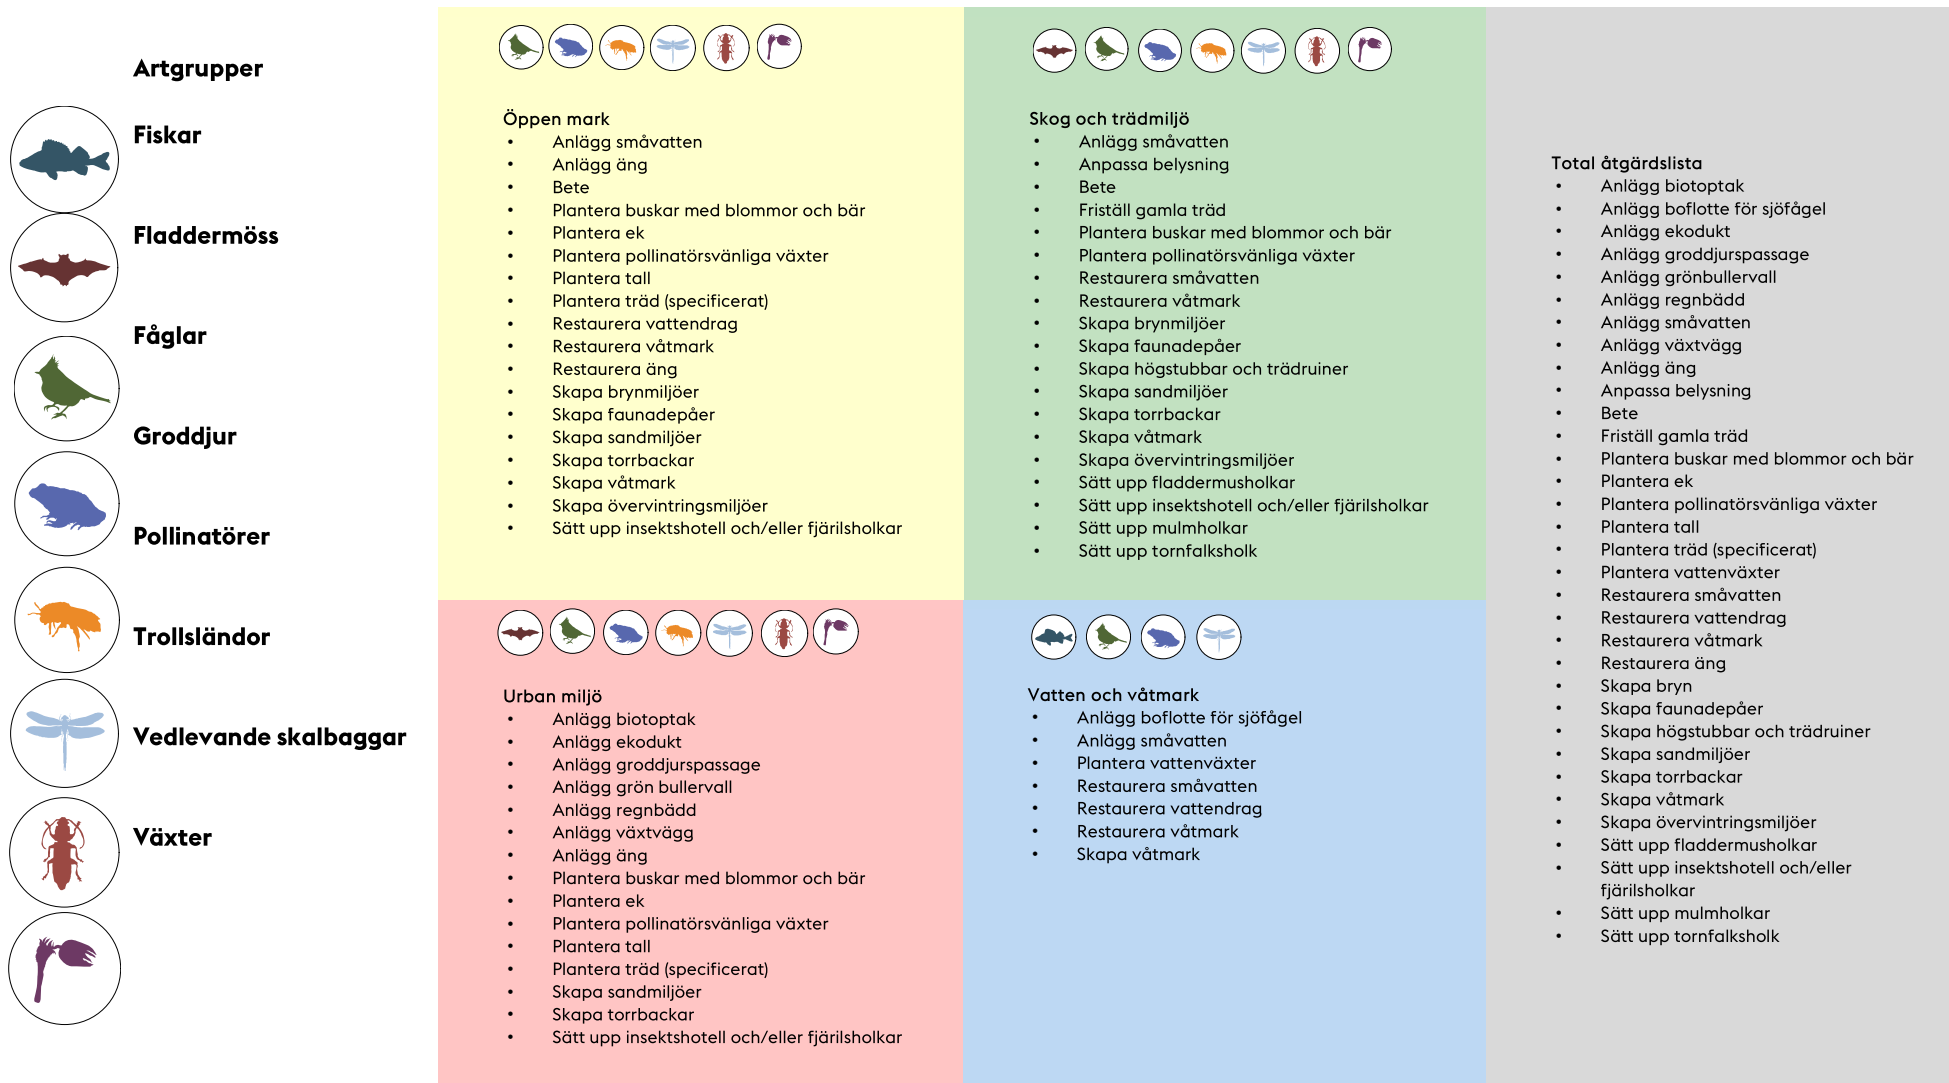 Artgrupper
Fiskar
Fladdermöss
Fåglar
Groddjur
Pollinatörer
Trollsländor
Vedlevande skalbaggar
Växter
Öppen mark
• Anlägg småvatten
• Anlägg äng
• Bete
• Plantera buskar med blommor och bär
• Plantera ek
• Plantera pollinatörsvänliga växter
• Plantera tall
• Plantera träd (specificerat)
• Restaurera vattendrag
• Restaurera våtmark
• Restaurera äng
• Skapa brynmiljöer
• Skapa faunadepåer
• Skapa sandmiljöer
• Skapa torrbackar
• Skapa våtmark
• Skapa övervintringsmiljöer
• Sätt upp insektshotell och/eller fjärilsholkar
Skog och trädmiljö
• Anlägg småvatten
• Anpassa belysning
• Bete
• Friställ gamla träd
• Plantera buskar med blommor och bär
• Plantera pollinatörsvänliga växter
• Restaurera småvatten
• Restaurera våtmark
• Skapa brynmiljöer
• Skapa faunadepåer
• Skapa högstubbar och trädruiner
• Skapa sandmiljöer
• Skapa torrbackar
• Skapa våtmark
• Skapa övervintringsmiljöer
• Sätt upp fladdermusholkar
• Sätt upp insektshotell och/eller fjärilsholkar
• Sätt upp mulmholkar
• Sätt upp tornfalksholk
Urban miljö
• Anlägg biotoptak
• Anlägg ekodukt
• Anlägg groddjurspassage
• Anlägg grön bullervall
• Anlägg regnbädd
• Anlägg växtvägg
• Anlägg äng
• Plantera buskar med blommor och bär
• Plantera ek
• Plantera pollinatörsvänliga växter
• Plantera tall
• Plantera träd (specificerat)
• Skapa sandmiljöer
• Skapa torrbackar
• Sätt upp insektshotell och/eller fjärilsholkar
Vatten och våtmark
• Anlägg boflotte för sjöfågel
• Anlägg småvatten
• Plantera vattenväxter
• Restaurera småvatten
• Restaurera vattendrag
• Restaurera våtmark
• Skapa våtmark
Total åtgärdslista
• Anlägg biotoptak
• Anlägg boflotte för sjöfågel
• Anlägg ekodukt
• Anlägg groddjurspassage
• Anlägg grönbullervall
• Anlägg regnbädd
• Anlägg småvatten
• Anlägg växtvägg
• Anlägg äng
• Anpassa belysning
• Bete
• Friställ gamla träd
• Plantera buskar med blommor och bär
• Plantera ek
• Plantera pollinatörsvänliga växter
• Plantera tall
• Plantera träd (specificerat)
• Plantera vattenväxter
• Restaurera småvatten
• Restaurera vattendrag
• Restaurera våtmark
• Restaurera äng
• Skapa bryn
• Skapa faunadepåer
• Skapa högstubbar och trädruiner
• Skapa sandmiljöer
• Skapa torrbackar
• Skapa våtmark
• Skapa övervintringsmiljöer
• Sätt upp fladdermusholkar
• Sätt upp insektshotell och/eller
fjärilsholkar
• Sätt upp mulmholkar
• Sätt upp tornfalksholk